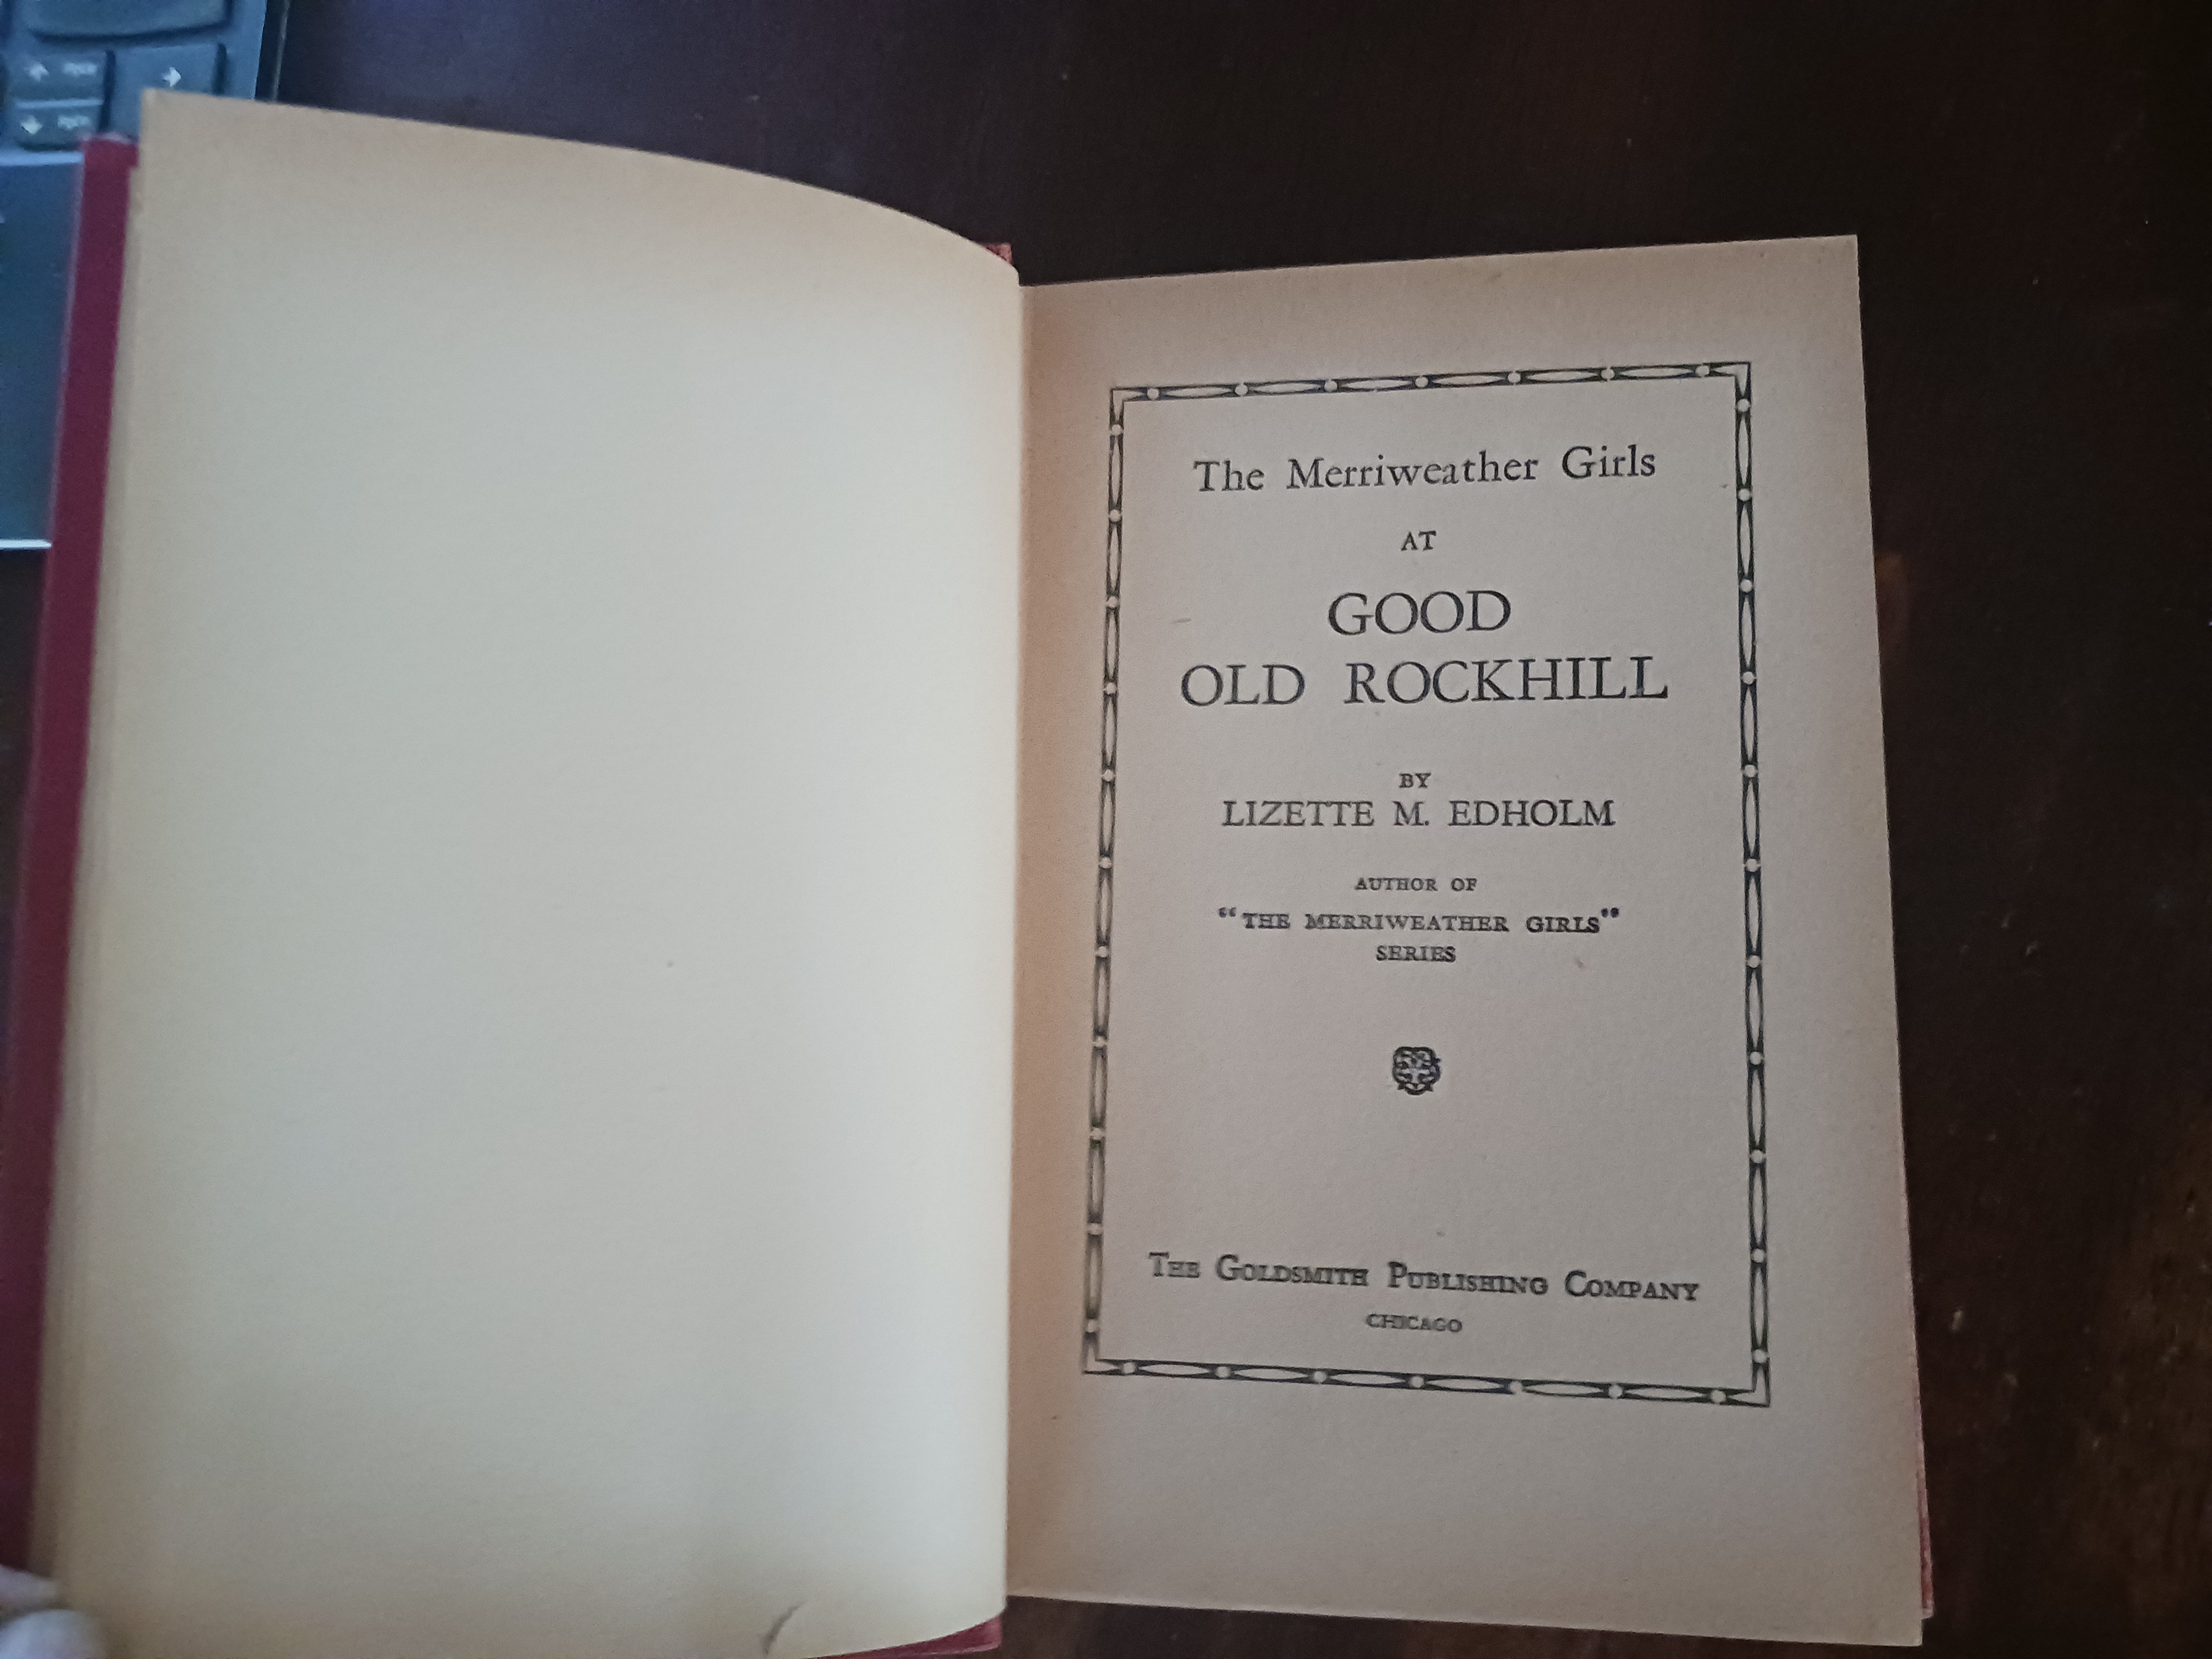 The Merriweather Girls
AT
GOOD
OLD ROCKHILL
BY
LIZETTE M. EDHOLM
AUTHOR OF
“THE MERRIWEATHER GIRLS”
SERIES
THE GOLDSMITH PUBLISHING COMPANY
CHICAGO